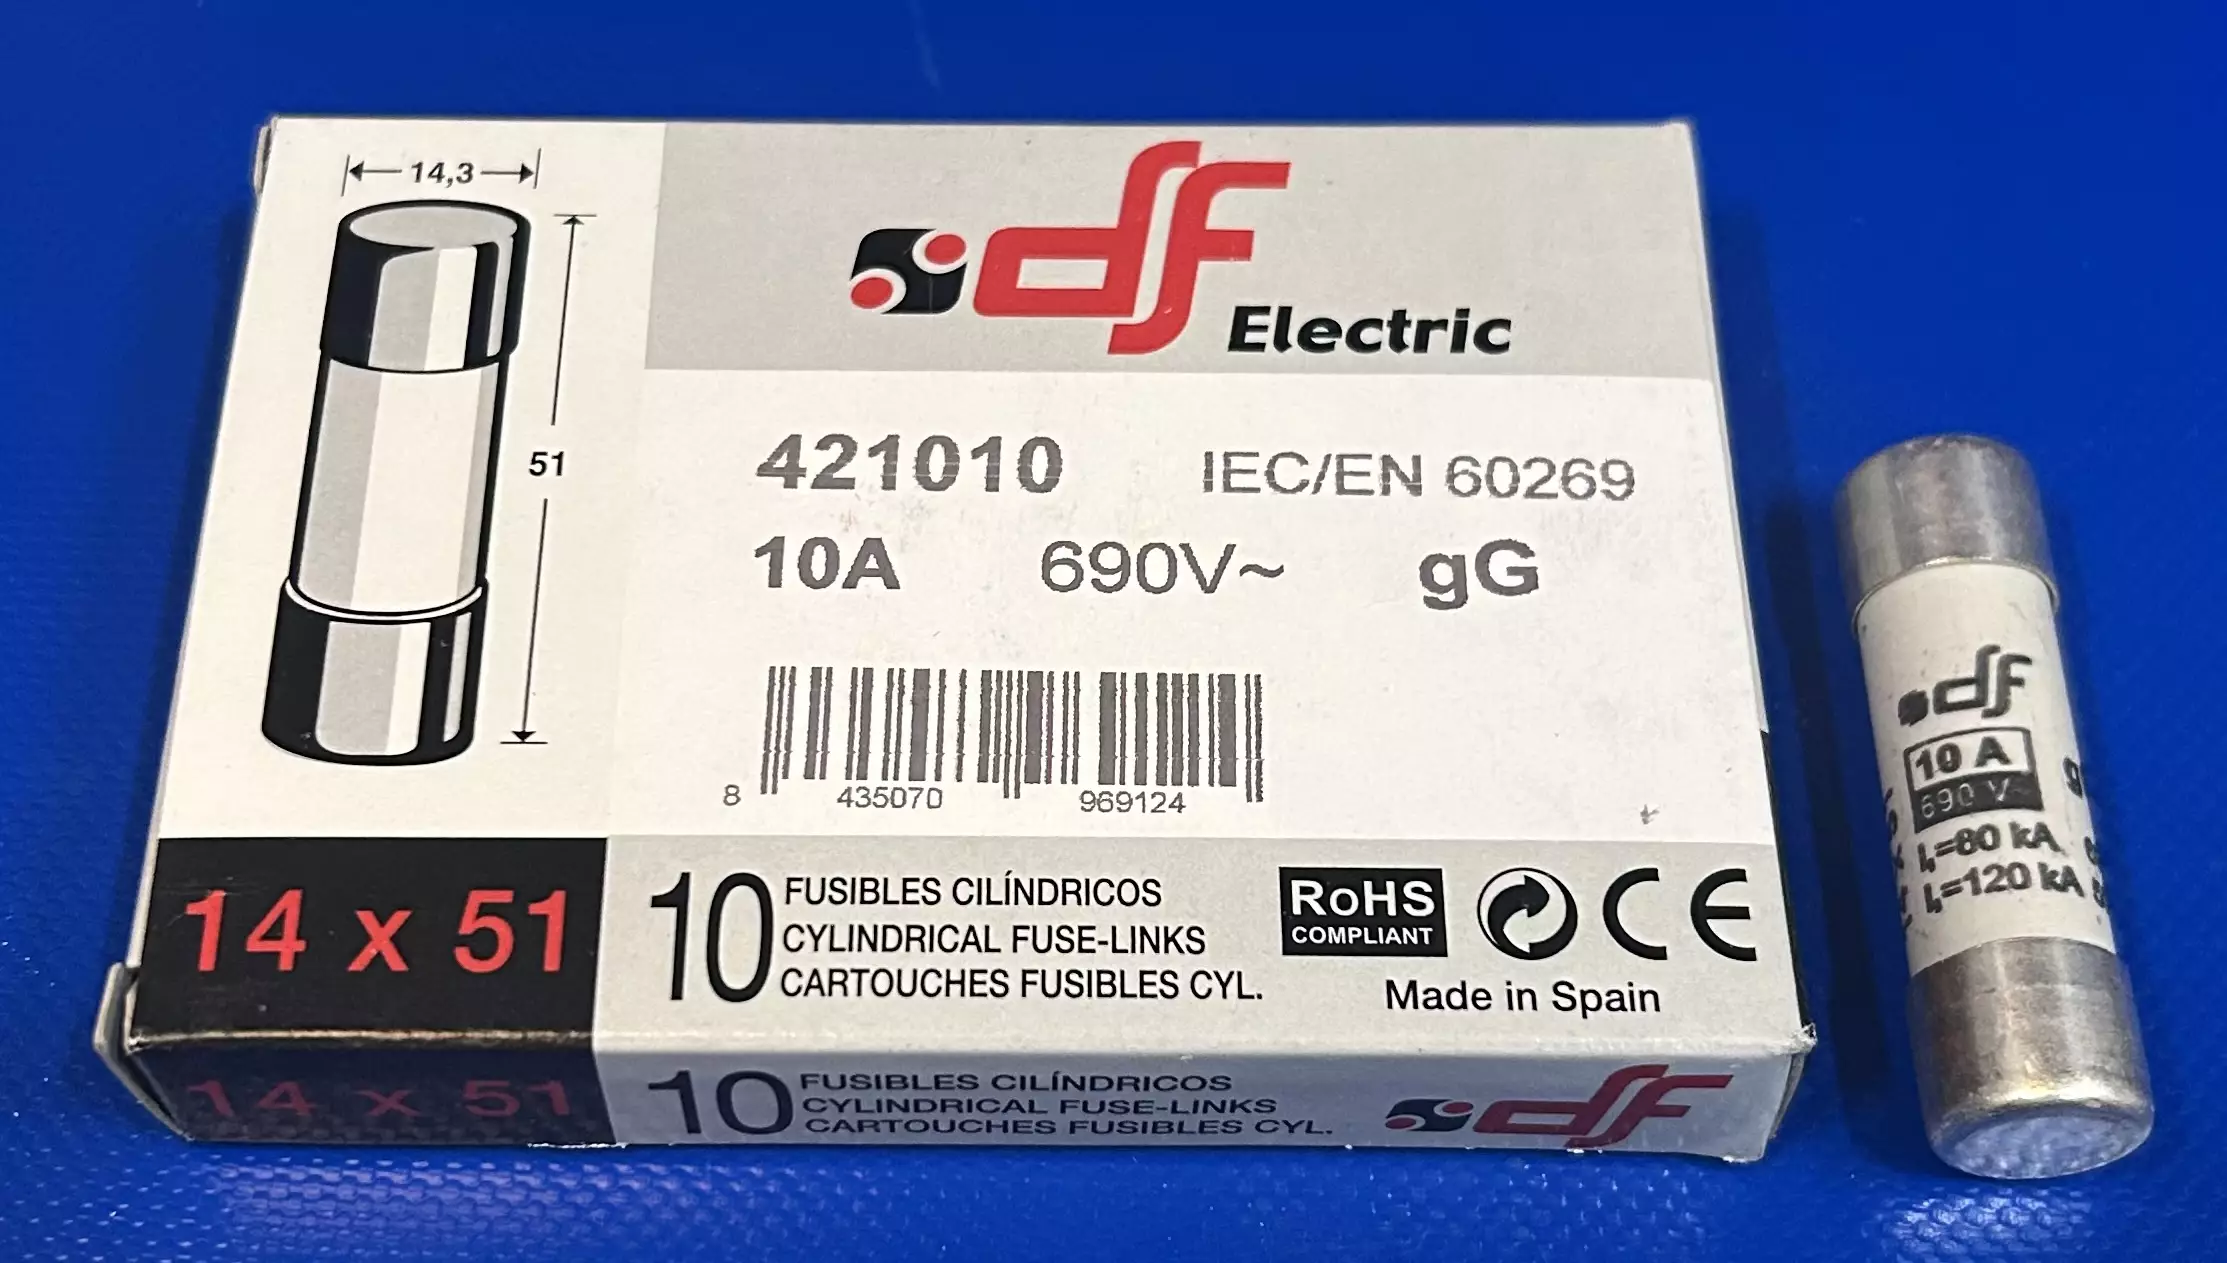 14,3
51
df Electric
421010 IEC/EN 60269
10A 690V~ gG
8 435070 969124
14 x 51
10 FUSIBLES CILÍNDRICOS
CYLINDRICAL FUSE-LINKS
CARTOUCHES FUSIBLES CYL.
RoHS
COMPLIANT
CE
Made in Spain
14 x 51
10 FUSIBLES CILÍNDRICOS
CYLINDRICAL FUSE-LINKS
CARTOUCHES FUSIBLES CYL.
df
df
10 A
690 V~
I₁=80 kA
I₁=120 kA